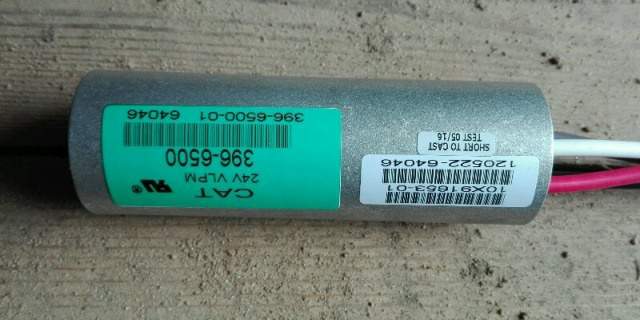 CAT
24V VLPM
396-6500
396-6500-01 64046
10X91653-01
120522-64046
SHORT TO CAST
TEST 05/16